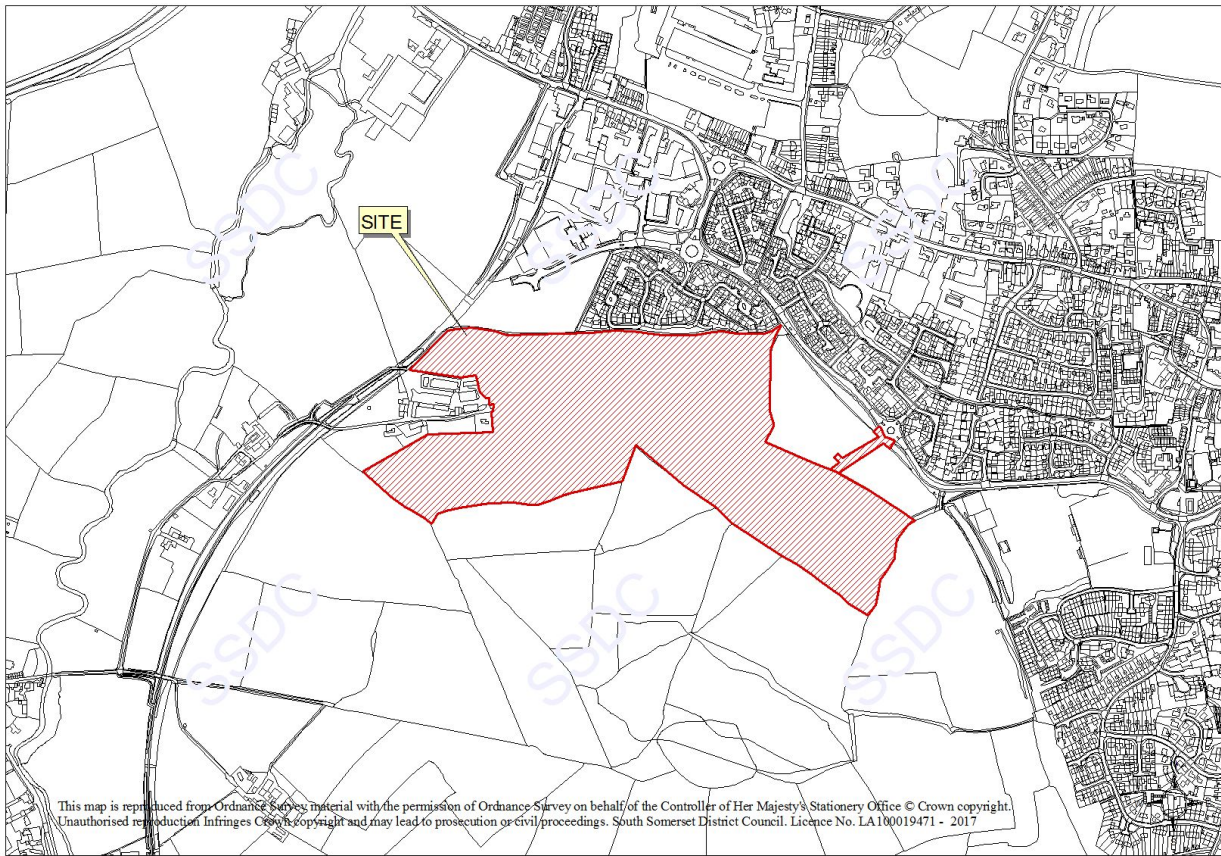 SSDC
SSDC
SSDC
SITE
SSDC
SSDC
SSDC
This map is reproduced from Ordnance Survey material with the permission of Ordnance Survey on behalf of the Controller of Her Majesty's Stationery Office © Crown copyright.
Unauthorised reproduction Infringes Crown copyright and may lead to prosecution or civil proceedings. South Somerset District Council. Licence No. LA100019471 - 2017